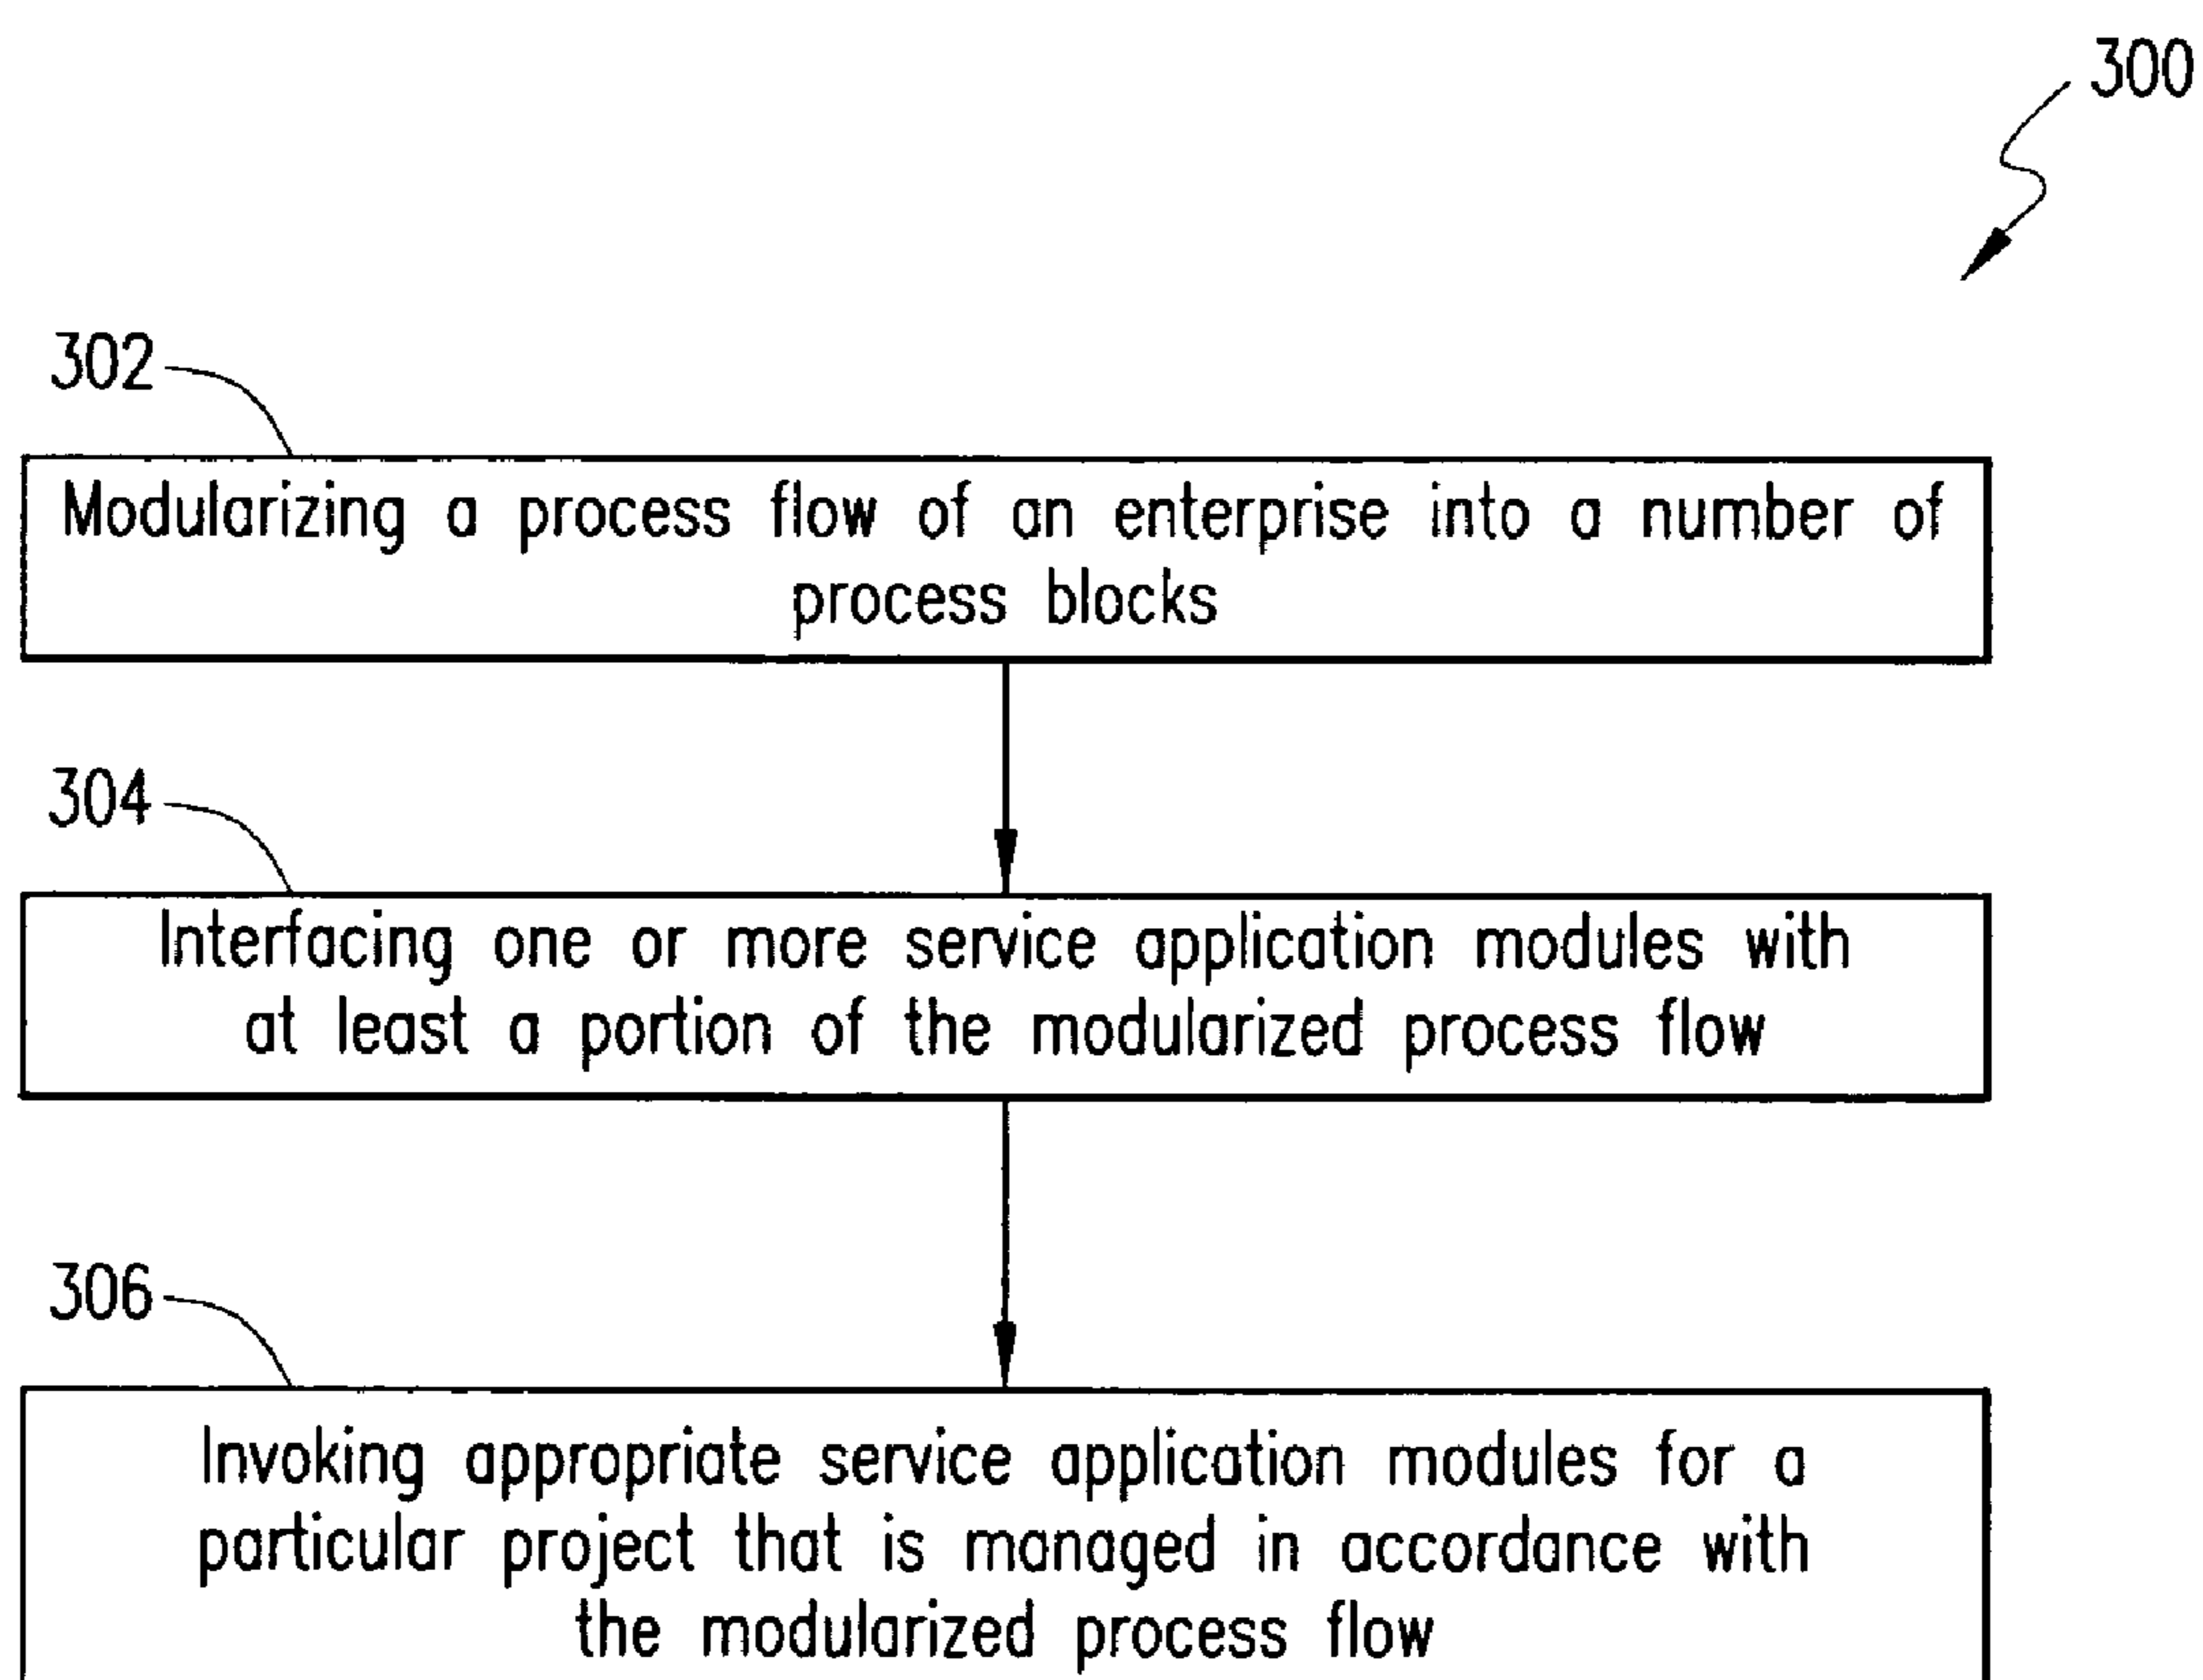 300
302
Modularizing a process flow of an enterprise into a number of
process blocks
304
Interfacing one or more service application modules with
at least a portion of the modularized process flow
306
Invoking appropriate service application modules for a
particular project that is managed in accordance with
the modularized process flow